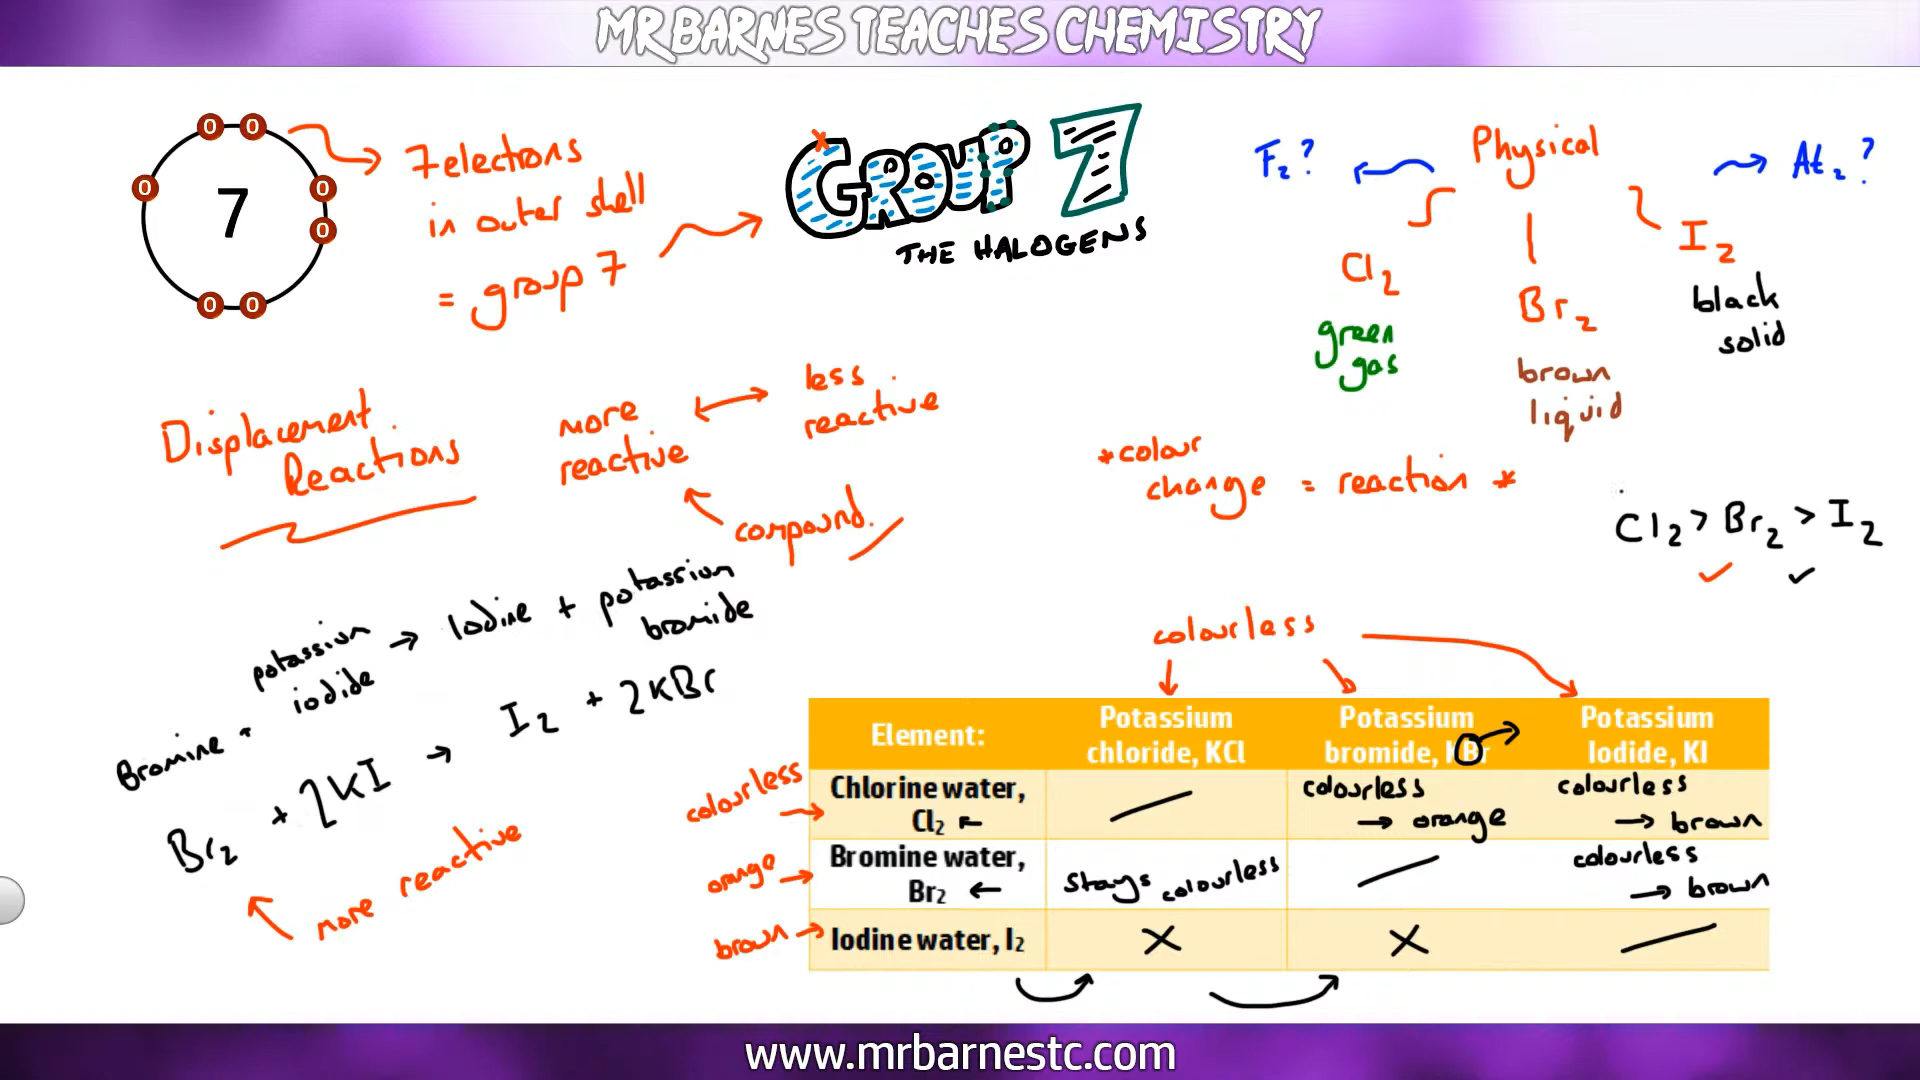 MR BARNES TEACHES CHEMISTRY
7
7 electrons
in outer shell
= group 7
GROUP 7
THE HALOGENS
F₂?
Physical
At₂?
Cl₂
green
gas
Br₂
brown
liquid
I₂
black
solid
Displacement
Reactions
more
reactive
less
reactive
compound.
*colour
change = reaction *
Cl₂ > Br₂ > I₂
Bromine + potassium
iodide → Iodine + potassium
bromide
Br₂ + 2KI → I₂ + 2KBr
more reactive
colourless
Element:
Potassium
chloride, KCl
Potassium
bromide, KBr
Potassium
Iodide, KI
colourless →
Chlorine water,
Cl₂ ←
colourless
→ orange
colourless
→ brown
orange →
Bromine water,
Br₂ ←
stays colourless
colourless
→ brown
brown →
Iodine water, I₂
X
X
www.mrbarnestc.com